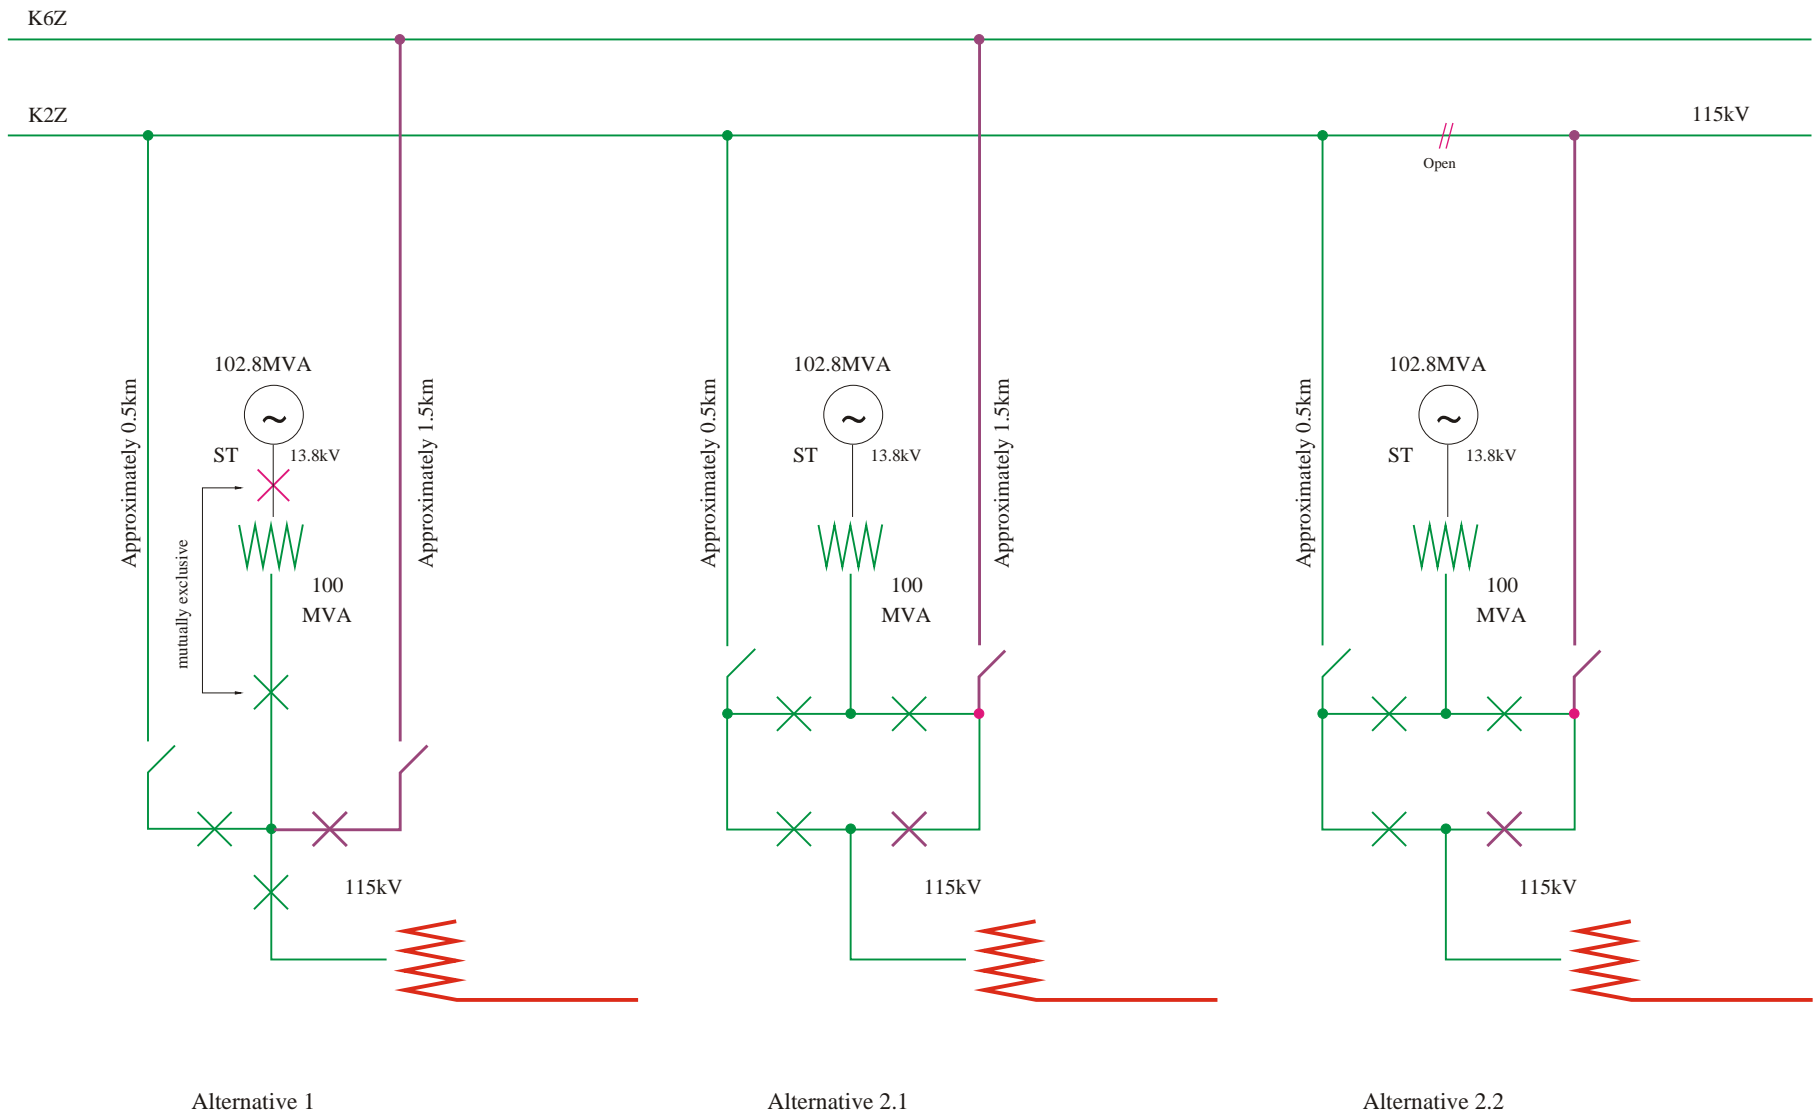 K6Z
K2Z
115kV
Open
102.8MVA
102.8MVA
102.8MVA
Approximately 0.5km
Approximately 1.5km
Approximately 0.5km
Approximately 1.5km
Approximately 0.5km
ST
13.8kV
ST
13.8kV
ST
13.8kV
mutually exclusive
100
MVA
100
MVA
100
MVA
115kV
115kV
115kV
Alternative 1
Alternative 2.1
Alternative 2.2